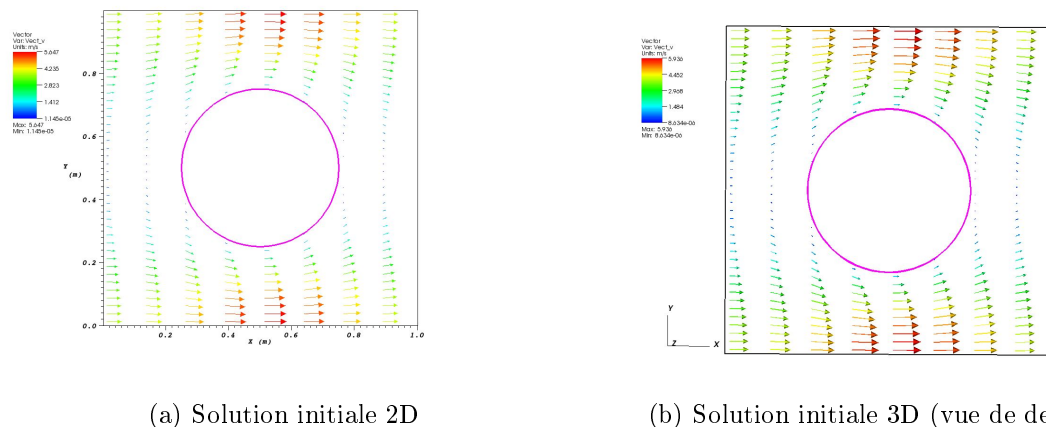 Vector
Var: Vect_v
Units: m/s
5.647
4.235
2.823
1.412
1.145e-05
Max: 5.647
Min: 1.145e-05
0.8
0.6
Y
(m)
0.4
0.2
0.0
0.2
0.4
0.6
0.8
1.0
X (m)
Vector
Var: Vect_v
Units: m/s
5.936
4.452
2.968
1.484
8.634e-06
Max: 5.936
Min: 8.634e-06
Y
Z
X
(a) Solution initiale 2D
(b) Solution initiale 3D (vue de de